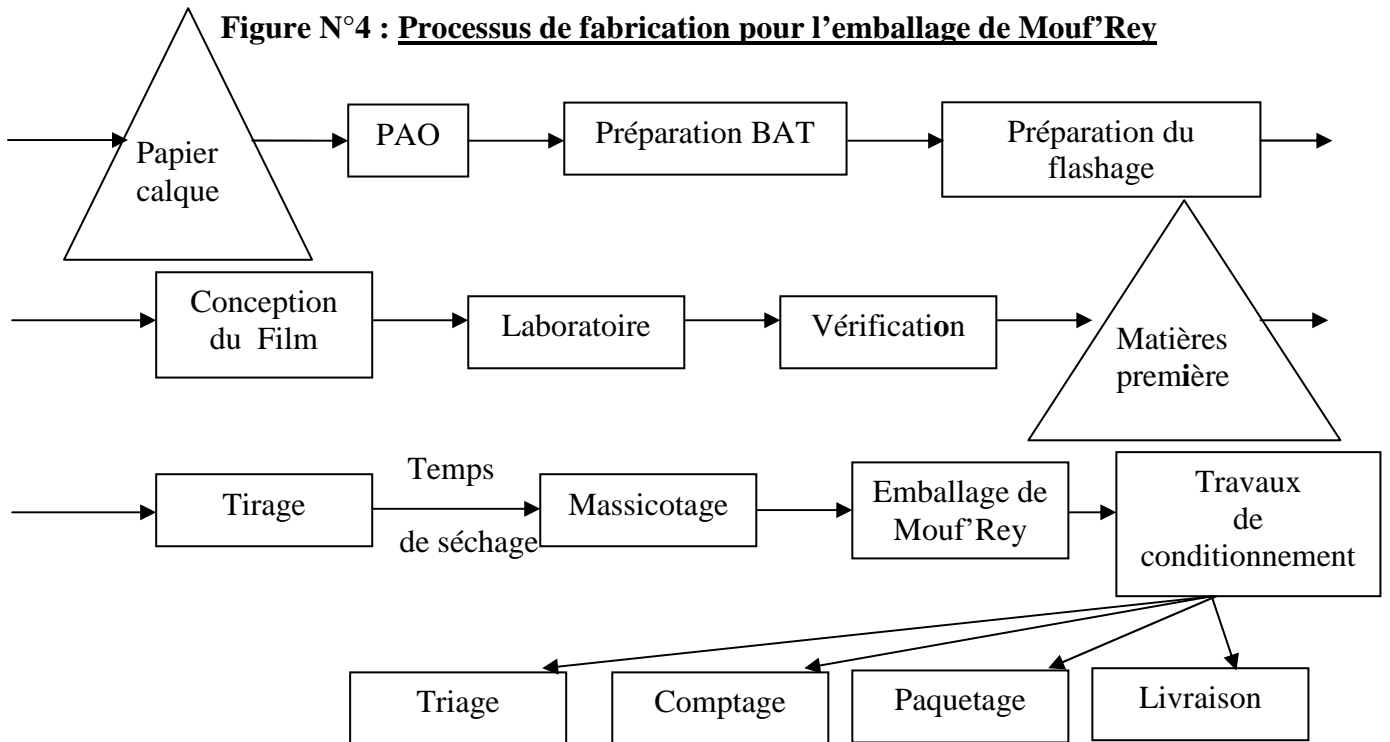 Figure N°4 : Processus de fabrication pour l'emballage de Mouf'Rey
Papier
calque
PAO
Préparation BAT
Préparation du
flashage
Conception
du Film
Laboratoire
Vérification
Matières
première
Tirage
Temps
de séchage
Massicotage
Emballage de
Mouf'Rey
Travaux
de
conditionnement
Triage
Comptage
Paquetage
Livraison